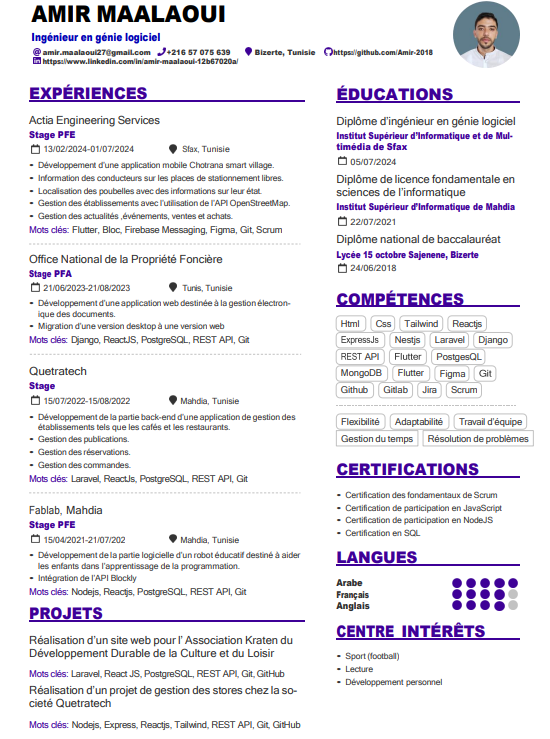 AMIR MAALAOUI
Ingénieur en génie logiciel
amir.maalaoui27@gmail.com +216 57 075 639 Bizerte, Tunisie https://github.com/Amir-2018
https://www.linkedin.com/in/amir-maalaoui-12b67020a/
EXPÉRIENCES
Actia Engineering Services
Stage PFE
13/02/2024-01/07/2024 Sfax, Tunisie
- Développement d'une application mobile Chotrana smart village.
- Information des conducteurs sur les places de stationnement libres.
- Localisation des poubelles avec des informations sur leur état.
- Gestion des établissements avec l'utilisation de l'API OpenStreetMap.
- Gestion des actualités ,événements, ventes et achats.
Mots clés: Flutter, Bloc, Firebase Messaging, Figma, Git, Scrum
Office National de la Propriété Foncière
Stage PFA
21/06/2023-21/08/2023 Tunis, Tunisie
- Développement d'une application web destinée à la gestion électron-
ique des documents.
- Migration d'une version desktop à une version web
Mots clé: Django, ReactJS, PostgreSQL, REST API, Git
Quetratech
Stage
15/07/2022-15/08/2022 Mahdia, Tunisie
- Développement de la partie back-end d'une application de gestion des
établissements tels que les cafés et les restaurants.
- Gestion des publications.
- Gestion des réservations.
- Gestion des commandes.
Mots clé: Laravel, ReactJs, PostgreSQL, REST API, Git
Fablab, Mahdia
Stage PFE
15/04/2021-21/07/202 Mahdia, Tunisie
- Développement de la partie logicielle d'un robot éducatif destiné à aider
les enfants dans l'apprentissage de la programmation.
- Intégration de l'API Blockly
Mots clé: Nodejs, Reactjs, PostgreSQL, REST API, Git
PROJETS
Réalisation d'un site web pour l' Association Kraten du
Développement Durable de la Culture et du Loisir
Mots clé: Laravel, React JS, PostgreSQL, REST API, Git, GitHub
Réalisation d'un projet de gestion des stores chez la so-
ciété Quetratech
Mots clé: Nodejs, Express, Reactjs, Tailwind, REST API, Git, GitHub
ÉDUCATIONS
Diplôme d'ingénieur en génie logiciel
Institut Supérieur d'Informatique et de Mul-
timédia de Sfax
05/07/2024
Diplôme de licence fondamentale en
sciences de l'informatique
Institut Supérieur d'Informatique de Mahdia
22/07/2021
Diplôme national de baccalauréat
Lycée 15 octobre Sajenene, Bizerte
24/06/2018
COMPÉTENCES
Html Css Tailwind Reactjs
ExpressJs Nestjs Laravel Django
REST API Flutter PostgesQL
MongoDB Flutter Figma Git
Github Gitlab Jira Scrum
Flexibilité Adaptabilité Travail d'équipe
Gestion du temps Résolution de problèmes
CERTIFICATIONS
- Certification des fondamentaux de Scrum
- Certification de participation en JavaScript
- Certification de participation en NodeJS
- Certification en SQL
LANGUES
Arabe
Français
Anglais
CENTRE INTÉRÊTS
- Sport (football)
- Lecture
- Développement personnel